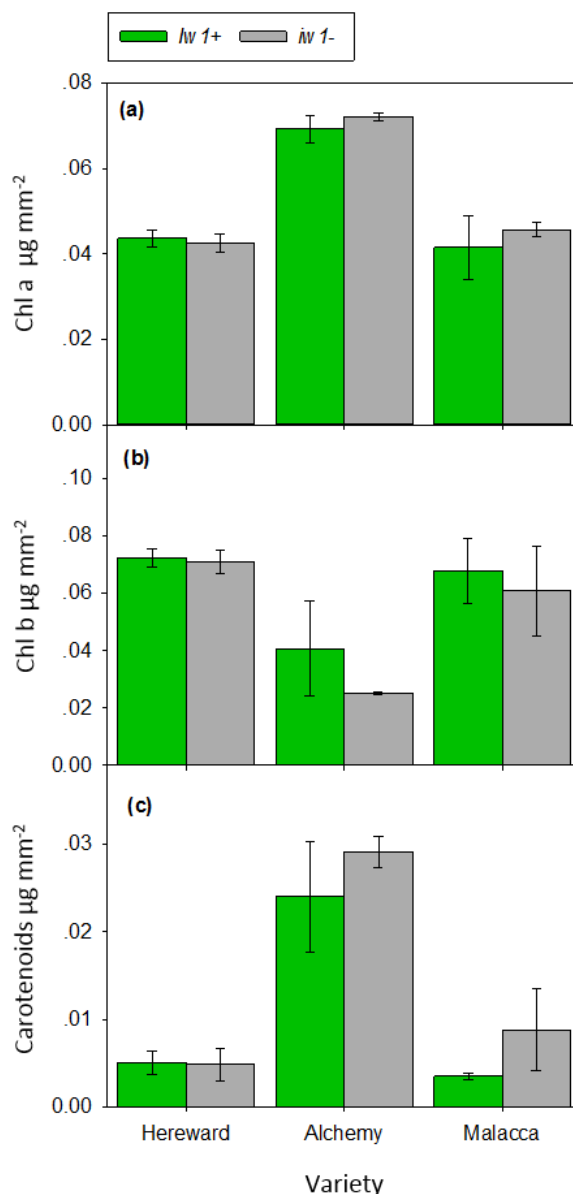 Iw 1+ iw 1-
.08
(a)
.06
.04
.02
0.00
Chl a µg mm-2
(b)
.10
.08
.06
.04
.02
0.00
Chl b µg mm-2
(c)
.03
.02
.01
0.00
Carotenoids µg mm-2
Hereward Alchemy Malacca
Variety